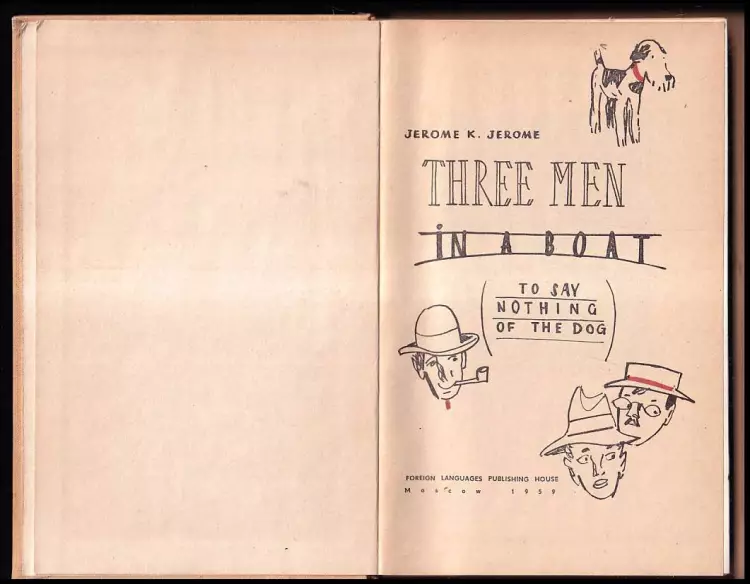 JEROME K. JEROME
THREE MEN
iN A BOAT
TO SAY
NOTHING
OF THE DOG
FOREIGN LANGUAGES PUBLISHING HOUSE
Moscow 1959